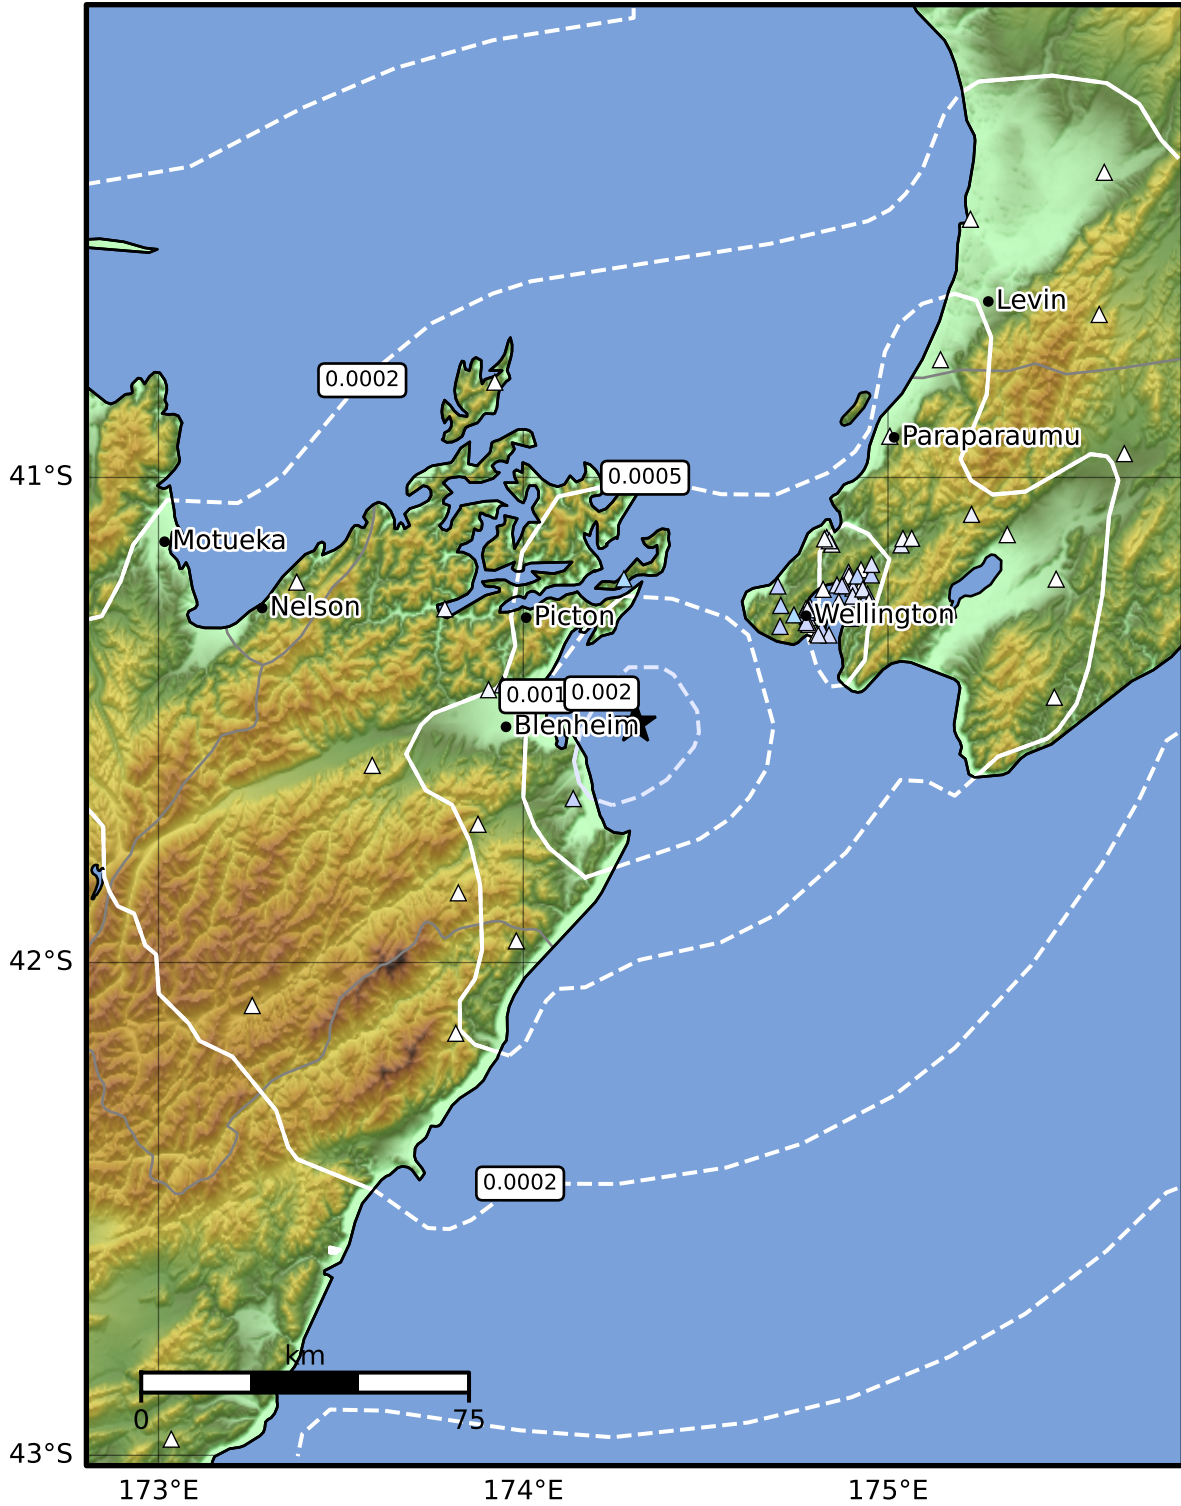 Levin
0.0002
Paraparaumu
41°S
0.0005
Motueka
Nelson
Picton
Wellington
0.001
0.002
Blenheim
42°S
0.0002
km
0
75
43°S
173°E
174°E
175°E